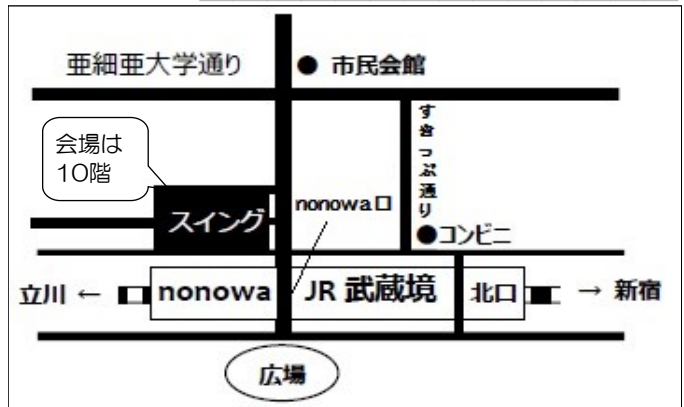 亜細亜大学通り
● 市民会館
すきっぷ通り
会場は
10階
nonowa口
スイング
●コンビニ
立川 ←
nonowa
JR 武蔵境
北口
→ 新宿
広場